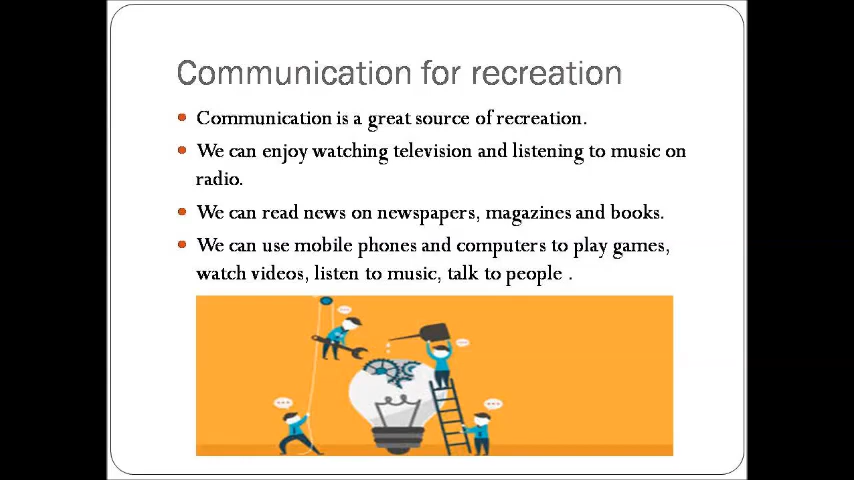 Communication for recreation
Communication is a great source of recreation.
We can enjoy watching television and listening to music on
radio.
We can read news on newspapers, magazines and books.
We can use mobile phones and computers to play games,
watch videos, listen to music, talk to people .